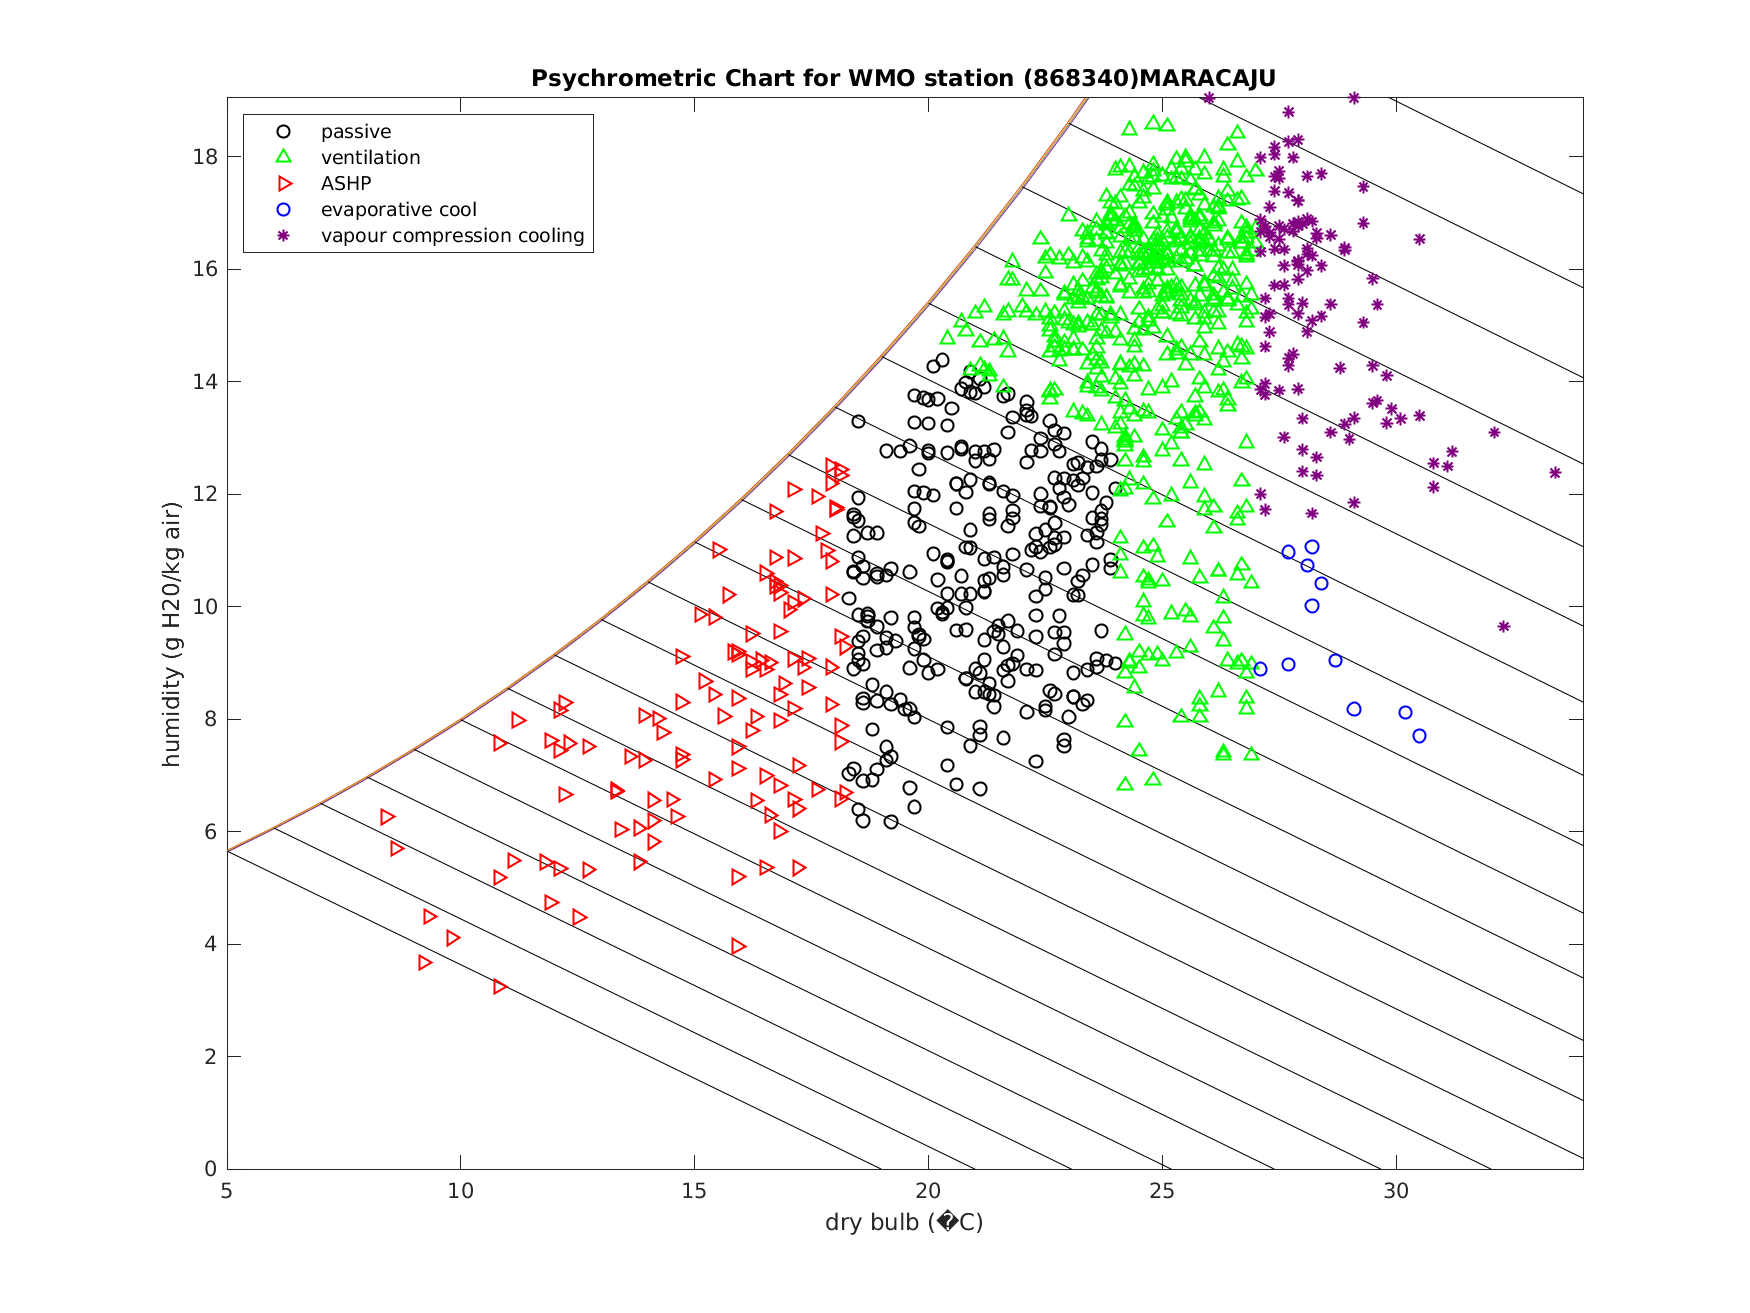 Psychrometric Chart for WMO station (868340)MARACAJU
passive
ventilation
ASHP
evaporative cool
vapour compression cooling
humidity (g H20/kg air)
18
16
14
12
10
8
6
4
2
0
5 10 15 20 25 30
dry bulb (�C)